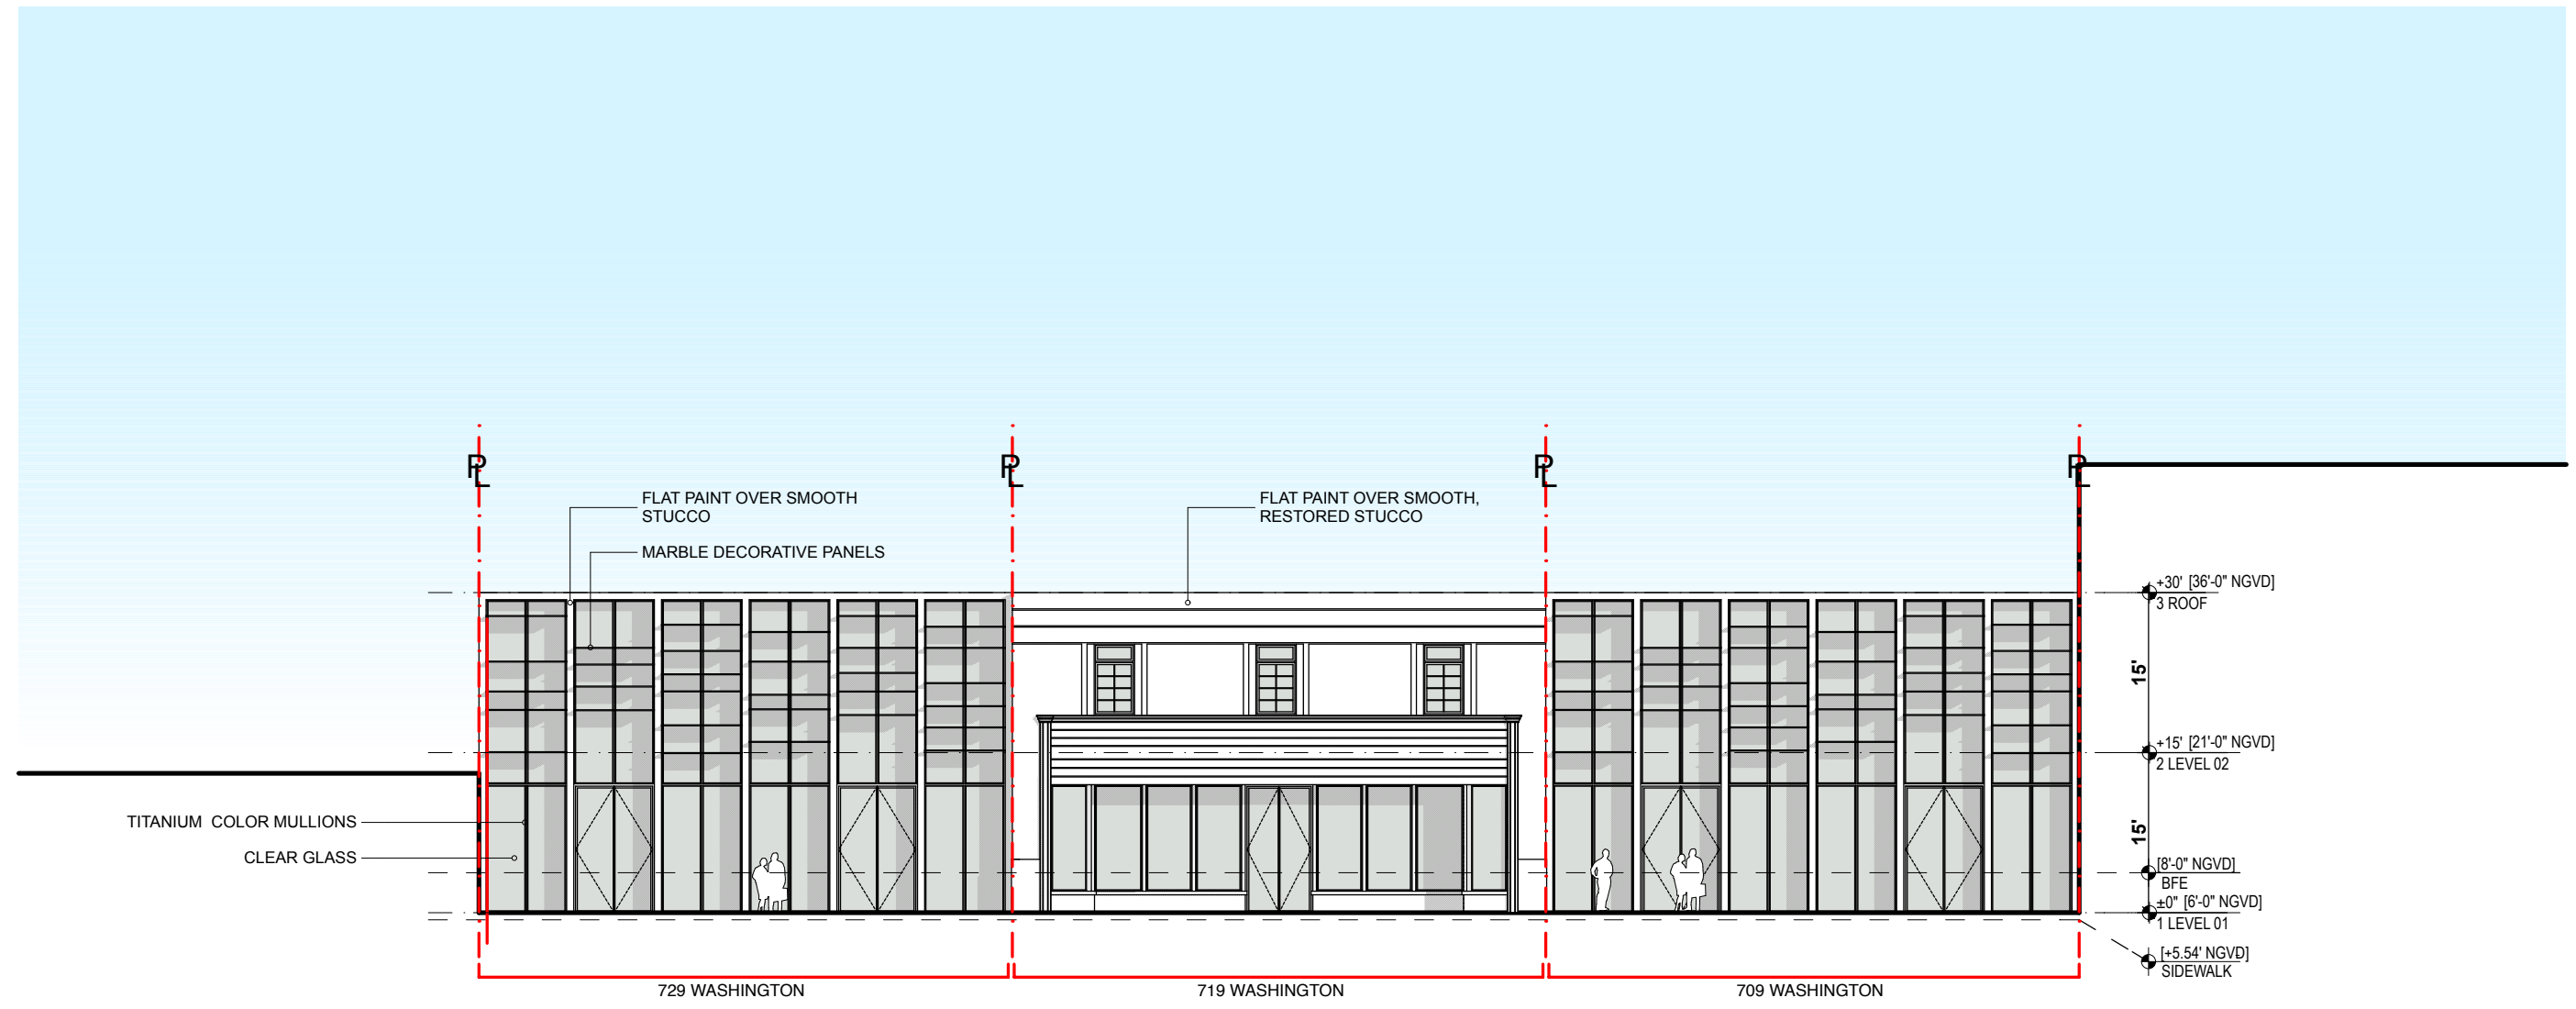 PL PL PL PL
FLAT PAINT OVER SMOOTH
STUCCO
MARBLE DECORATIVE PANELS
FLAT PAINT OVER SMOOTH,
RESTORED STUCCO
TITANIUM COLOR MULLIONS
CLEAR GLASS
+30' [36'-0" NGVD]
3 ROOF
15'
+15' [21'-0" NGVD]
2 LEVEL 02
15'
[8'-0" NGVD]
BFE
±0" [6'-0" NGVD]
1 LEVEL 01
[+5.54' NGVD]
SIDEWALK
729 WASHINGTON
719 WASHINGTON
709 WASHINGTON